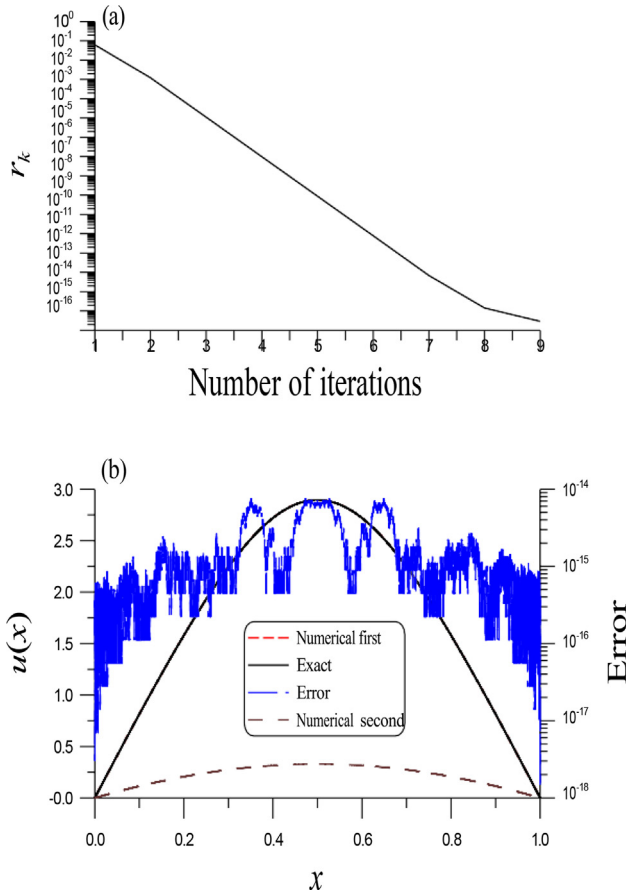 (a)
10^0
10^-1
10^-2
10^-3
10^-4
10^-5
10^-6
10^-7
10^-8
10^-9
10^-10
10^-11
10^-12
10^-13
10^-14
10^-15
10^-16
r_k
1 2 3 4 5 6 7 8 9
Number of iterations
(b)
3.0
2.5
2.0
1.5
1.0
0.5
-0.0
u(x)
10^-14
10^-15
10^-16
10^-17
10^-18
Error
Numerical first
Exact
Error
Numerical second
0.0 0.2 0.4 0.6 0.8 1.0
x